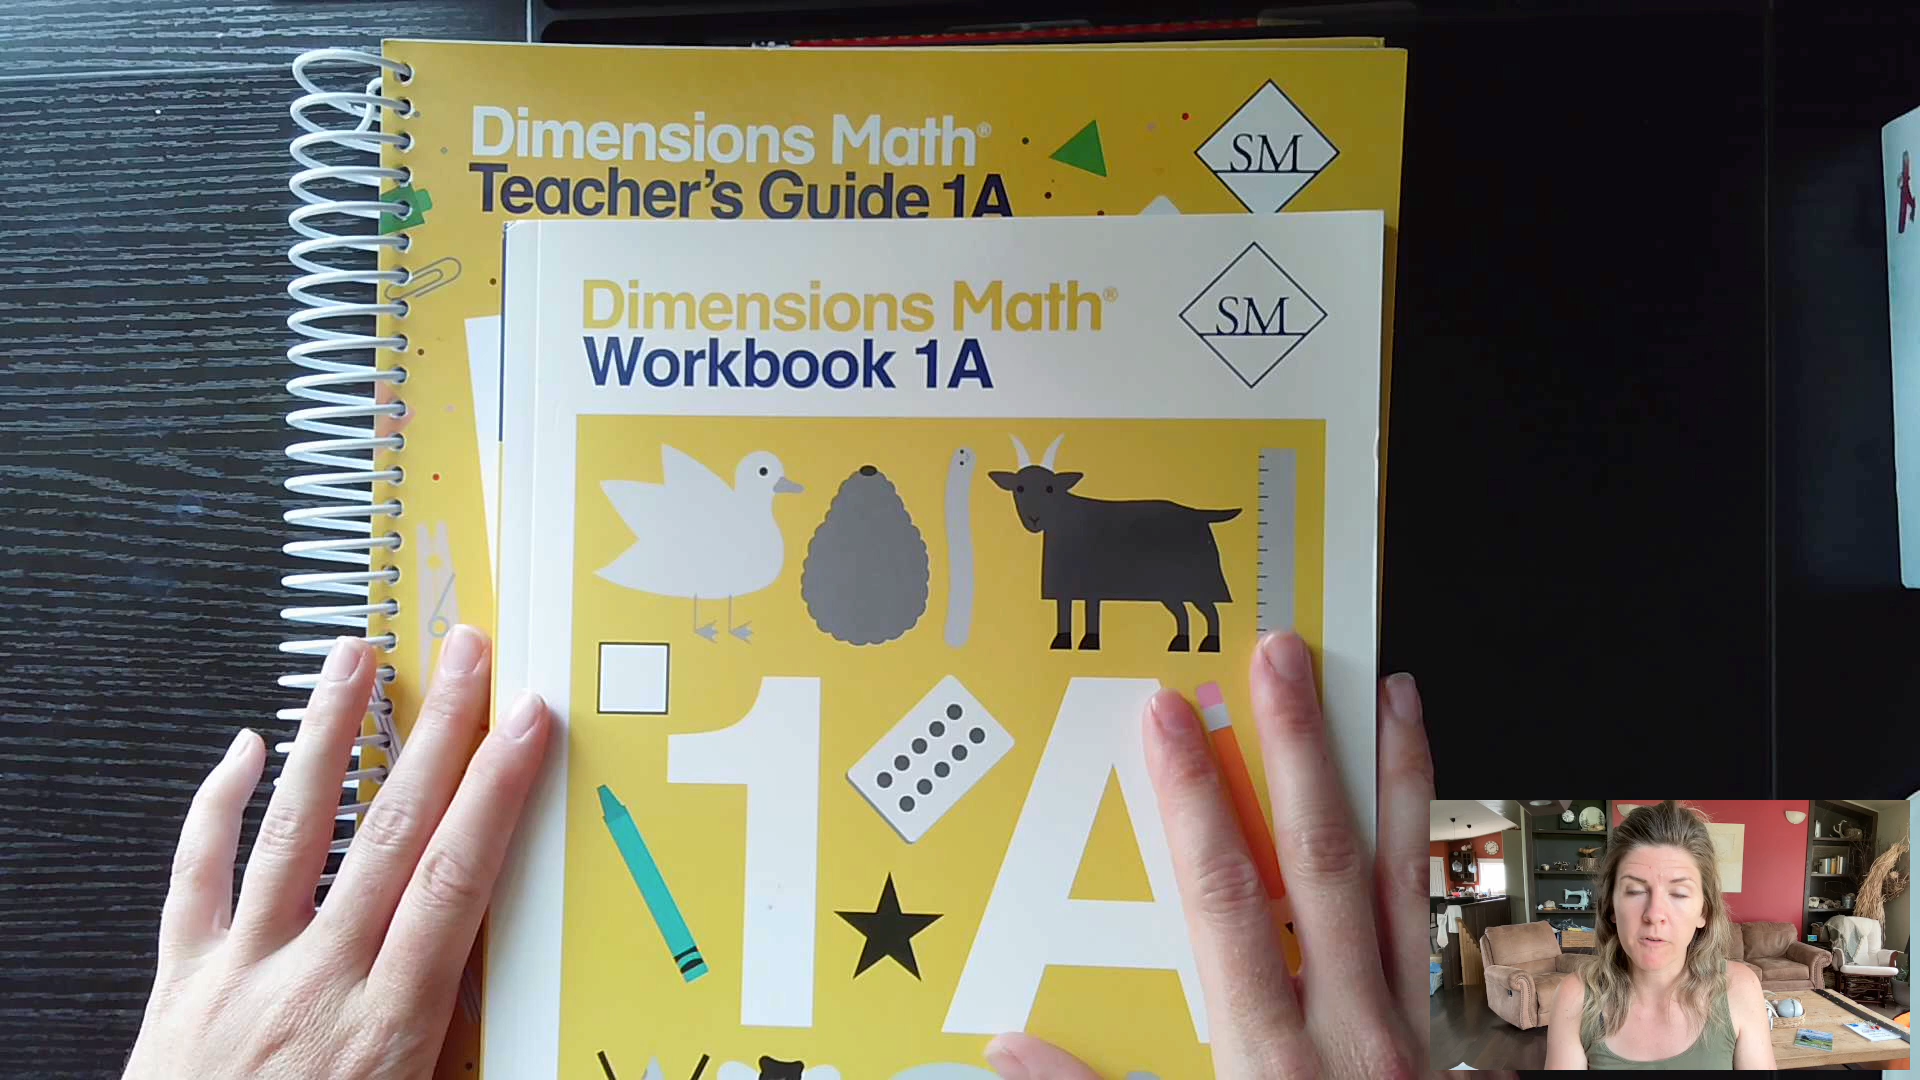 Dimensions Math®
Teacher's Guide 1A
SM
Dimensions Math®
Workbook 1A
SM
1A